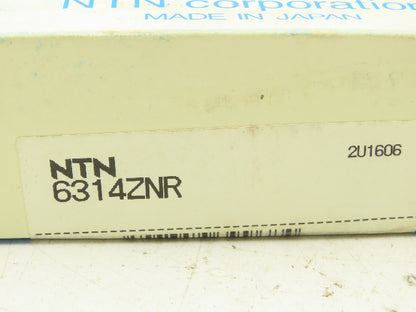 NTN corporation
MADE IN JAPAN
NTN
2U1606
6314ZNR